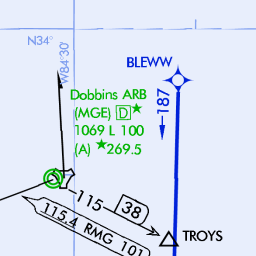 N34°
W84°30'
BLEWW
187
Dobbins ARB
(MGE) D★
1069 L 100
(A) ★269.5
115
38
115.4 RMG 101
TROYS